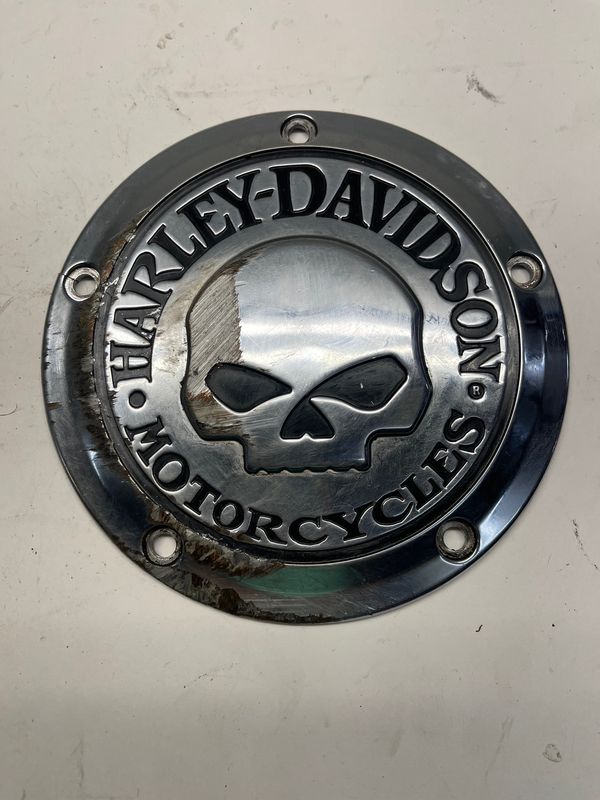 HARLEY-DAVIDSON
®
• MOTORCYCLES •